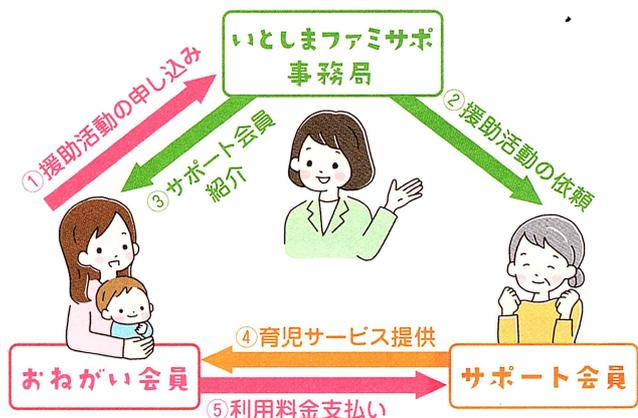 いとしまファミサポ
事務局
①援助活動の申し込み
②援助活動の依頼
③サポート会員
紹介
④育児サービス提供
おねがい会員
サポート会員
⑤利用料金支払い